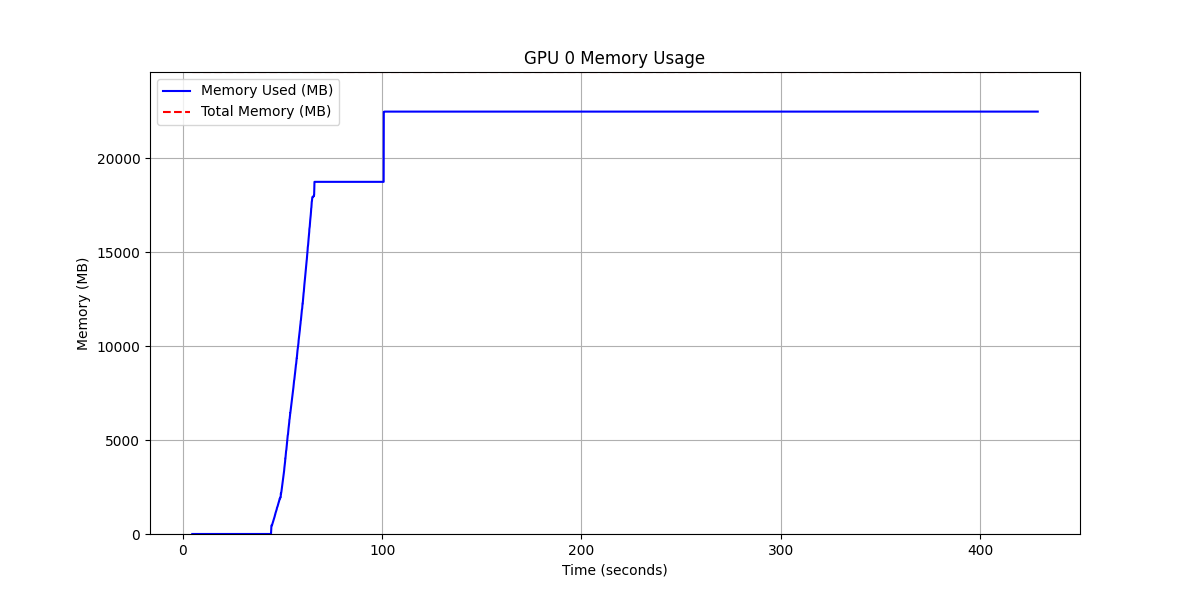 GPU 0 Memory Usage
Memory Used (MB)
Total Memory (MB)
Memory (MB)
20000
15000
10000
5000
0
0 100 200 300 400
Time (seconds)